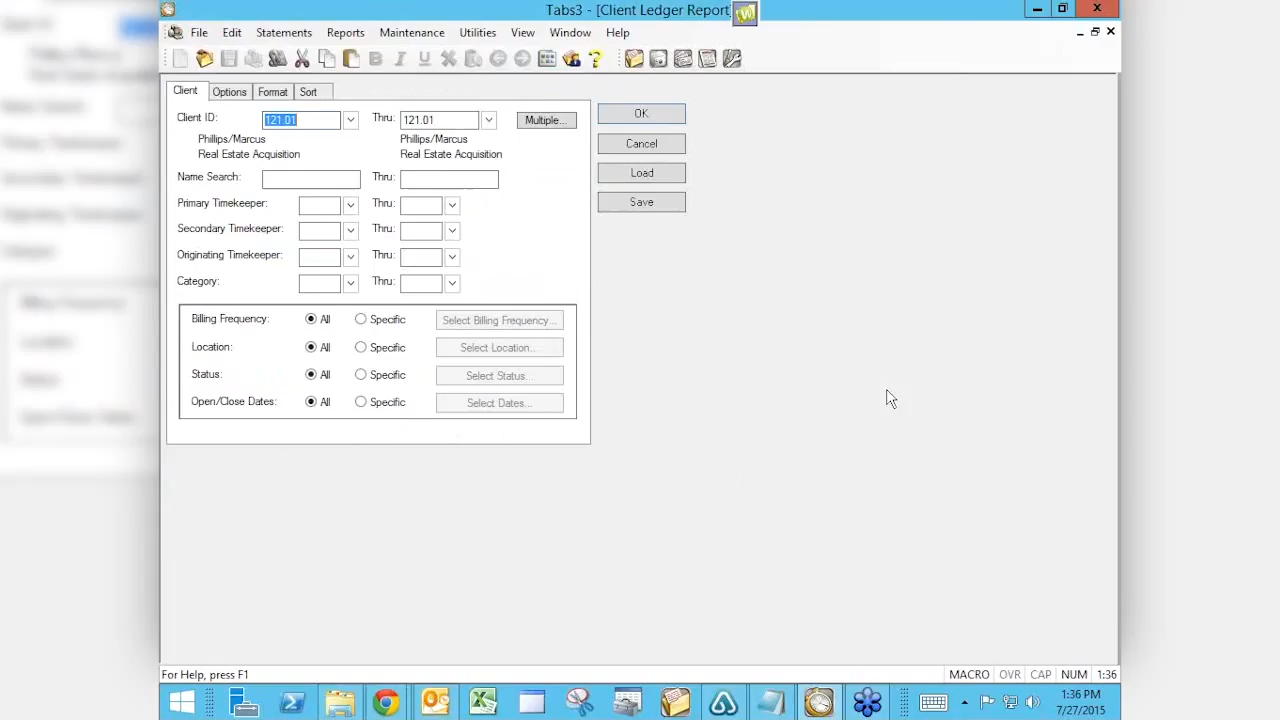 Tabs3 - [Client Ledger Report]
File Edit Statements Reports Maintenance Utilities View Window Help
Client Options Format Sort
Client ID: 121.01 Thru: 121.01 Multiple...
Phillips/Marcus Phillips/Marcus
Real Estate Acquisition Real Estate Acquisition
Name Search: Thru:
Primary Timekeeper: Thru:
Secondary Timekeeper: Thru:
Originating Timekeeper: Thru:
Category: Thru:
Billing Frequency: All Specific Select Billing Frequency...
Location: All Specific Select Location...
Status: All Specific Select Status...
Open/Close Dates: All Specific Select Dates...
OK
Cancel
Load
Save
For Help, press F1 MACRO OVR CAP NUM 1:36
1:36 PM
7/27/2015